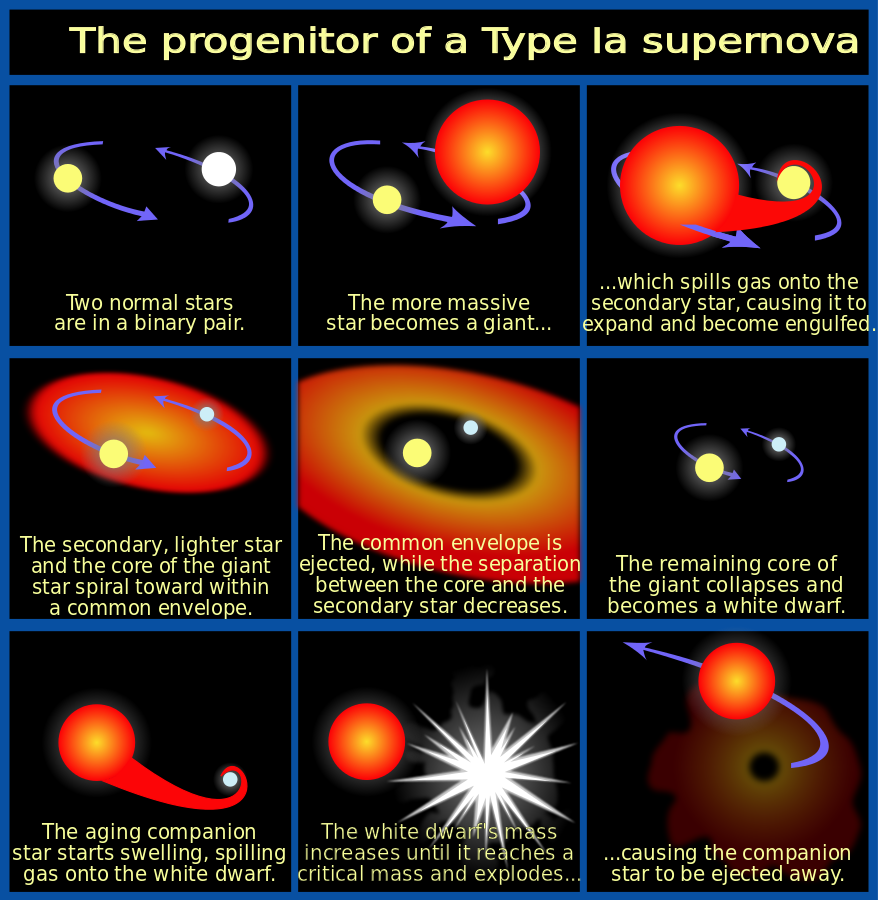 The progenitor of a Type Ia supernova
Two normal stars
are in a binary pair.
The more massive
star becomes a giant...
...which spills gas onto the
secondary star, causing it to
expand and become engulfed.
The secondary, lighter star
and the core of the giant
star spiral toward within
a common envelope.
The common envelope is
ejected, while the separation
between the core and the
secondary star decreases.
The remaining core of
the giant collapses and
becomes a white dwarf.
The aging companion
star starts swelling, spilling
gas onto the white dwarf.
The white dwarf's mass
increases until it reaches a
critical mass and explodes...
...causing the companion
star to be ejected away.